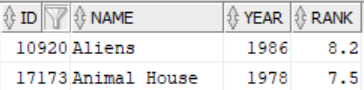 ID NAME YEAR RANK
10920 Aliens 1986 8.2
17173 Animal House 1978 7.5